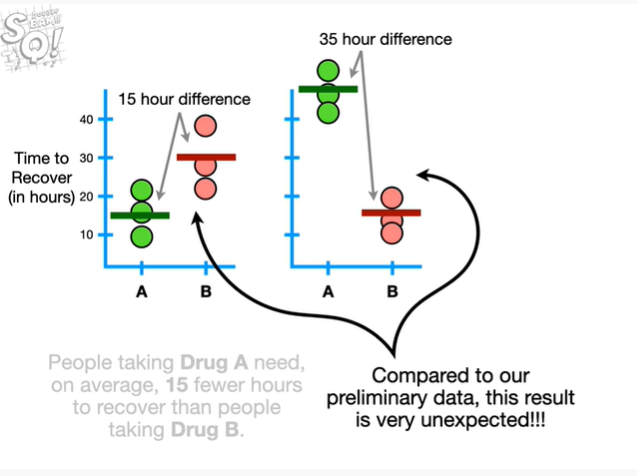 STATQUEST BAM!!!
15 hour difference
35 hour difference
Time to
Recover
(in hours)
40
30
20
10
A
B
A
B
People taking Drug A need,
on average, 15 fewer hours
to recover than people
taking Drug B.
Compared to our
preliminary data, this result
is very unexpected!!!